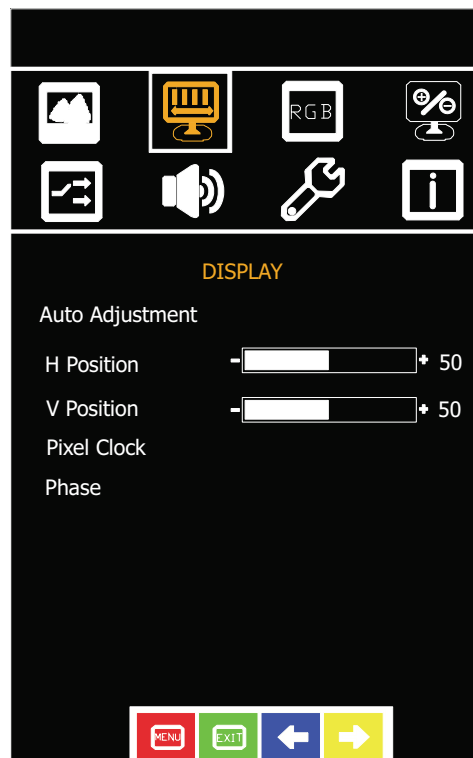 RGB
DISPLAY
Auto Adjustment
H Position - + 50
V Position - + 50
Pixel Clock
Phase
MENU EXIT